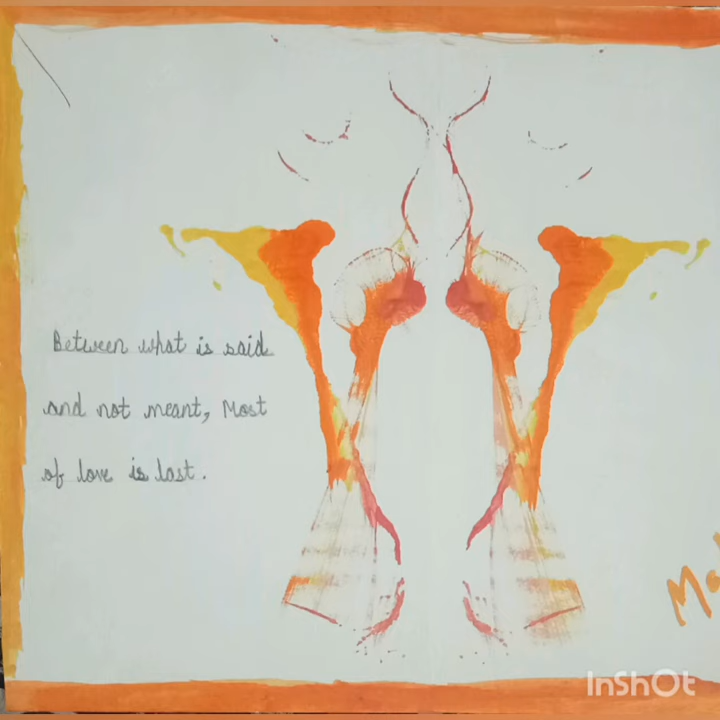 Between what is said
and not meant, Most
of love is lost.
InShOt